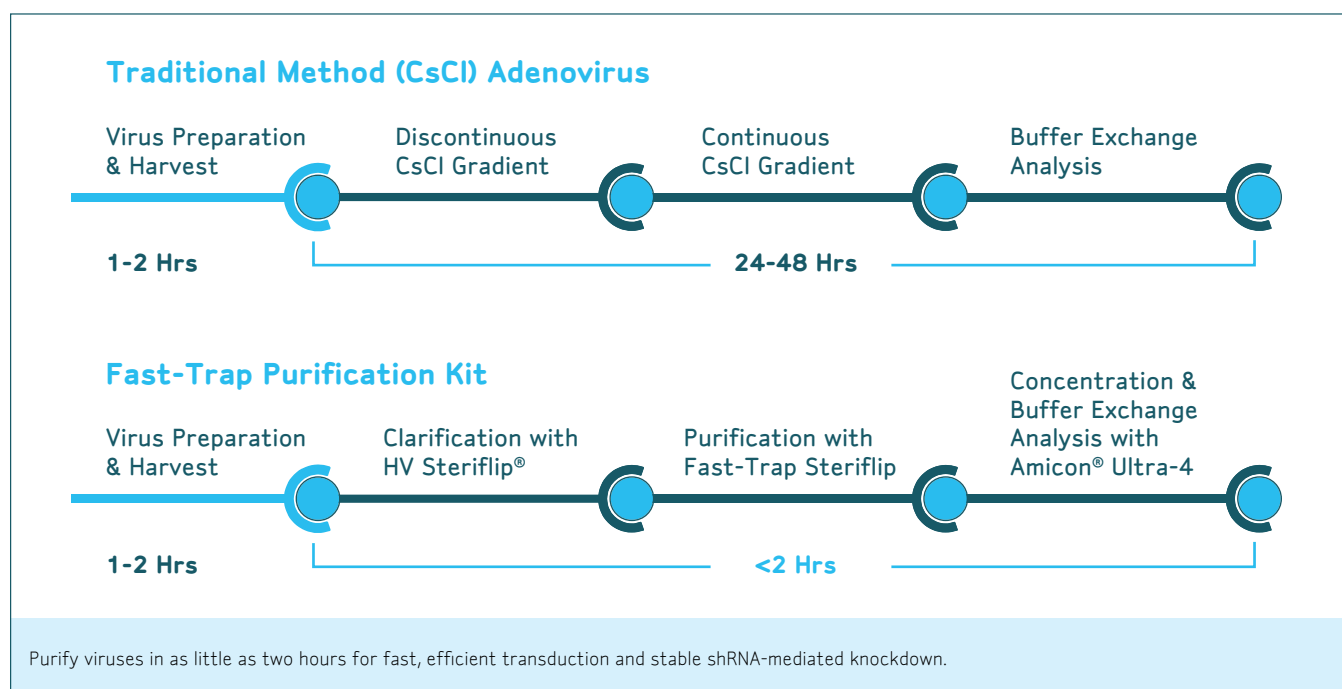 Traditional Method (CsCl) Adenovirus
Virus Preparation
& Harvest
Discontinuous
CsCl Gradient
Continuous
CsCl Gradient
Buffer Exchange
Analysis
1-2 Hrs
24-48 Hrs
Fast-Trap Purification Kit
Virus Preparation
& Harvest
Clarification with
HV Steriflip®
Purification with
Fast-Trap Steriflip
Concentration &
Buffer Exchange
Analysis with
Amicon® Ultra-4
1-2 Hrs
<2 Hrs
Purify viruses in as little as two hours for fast, efficient transduction and stable shRNA-mediated knockdown.